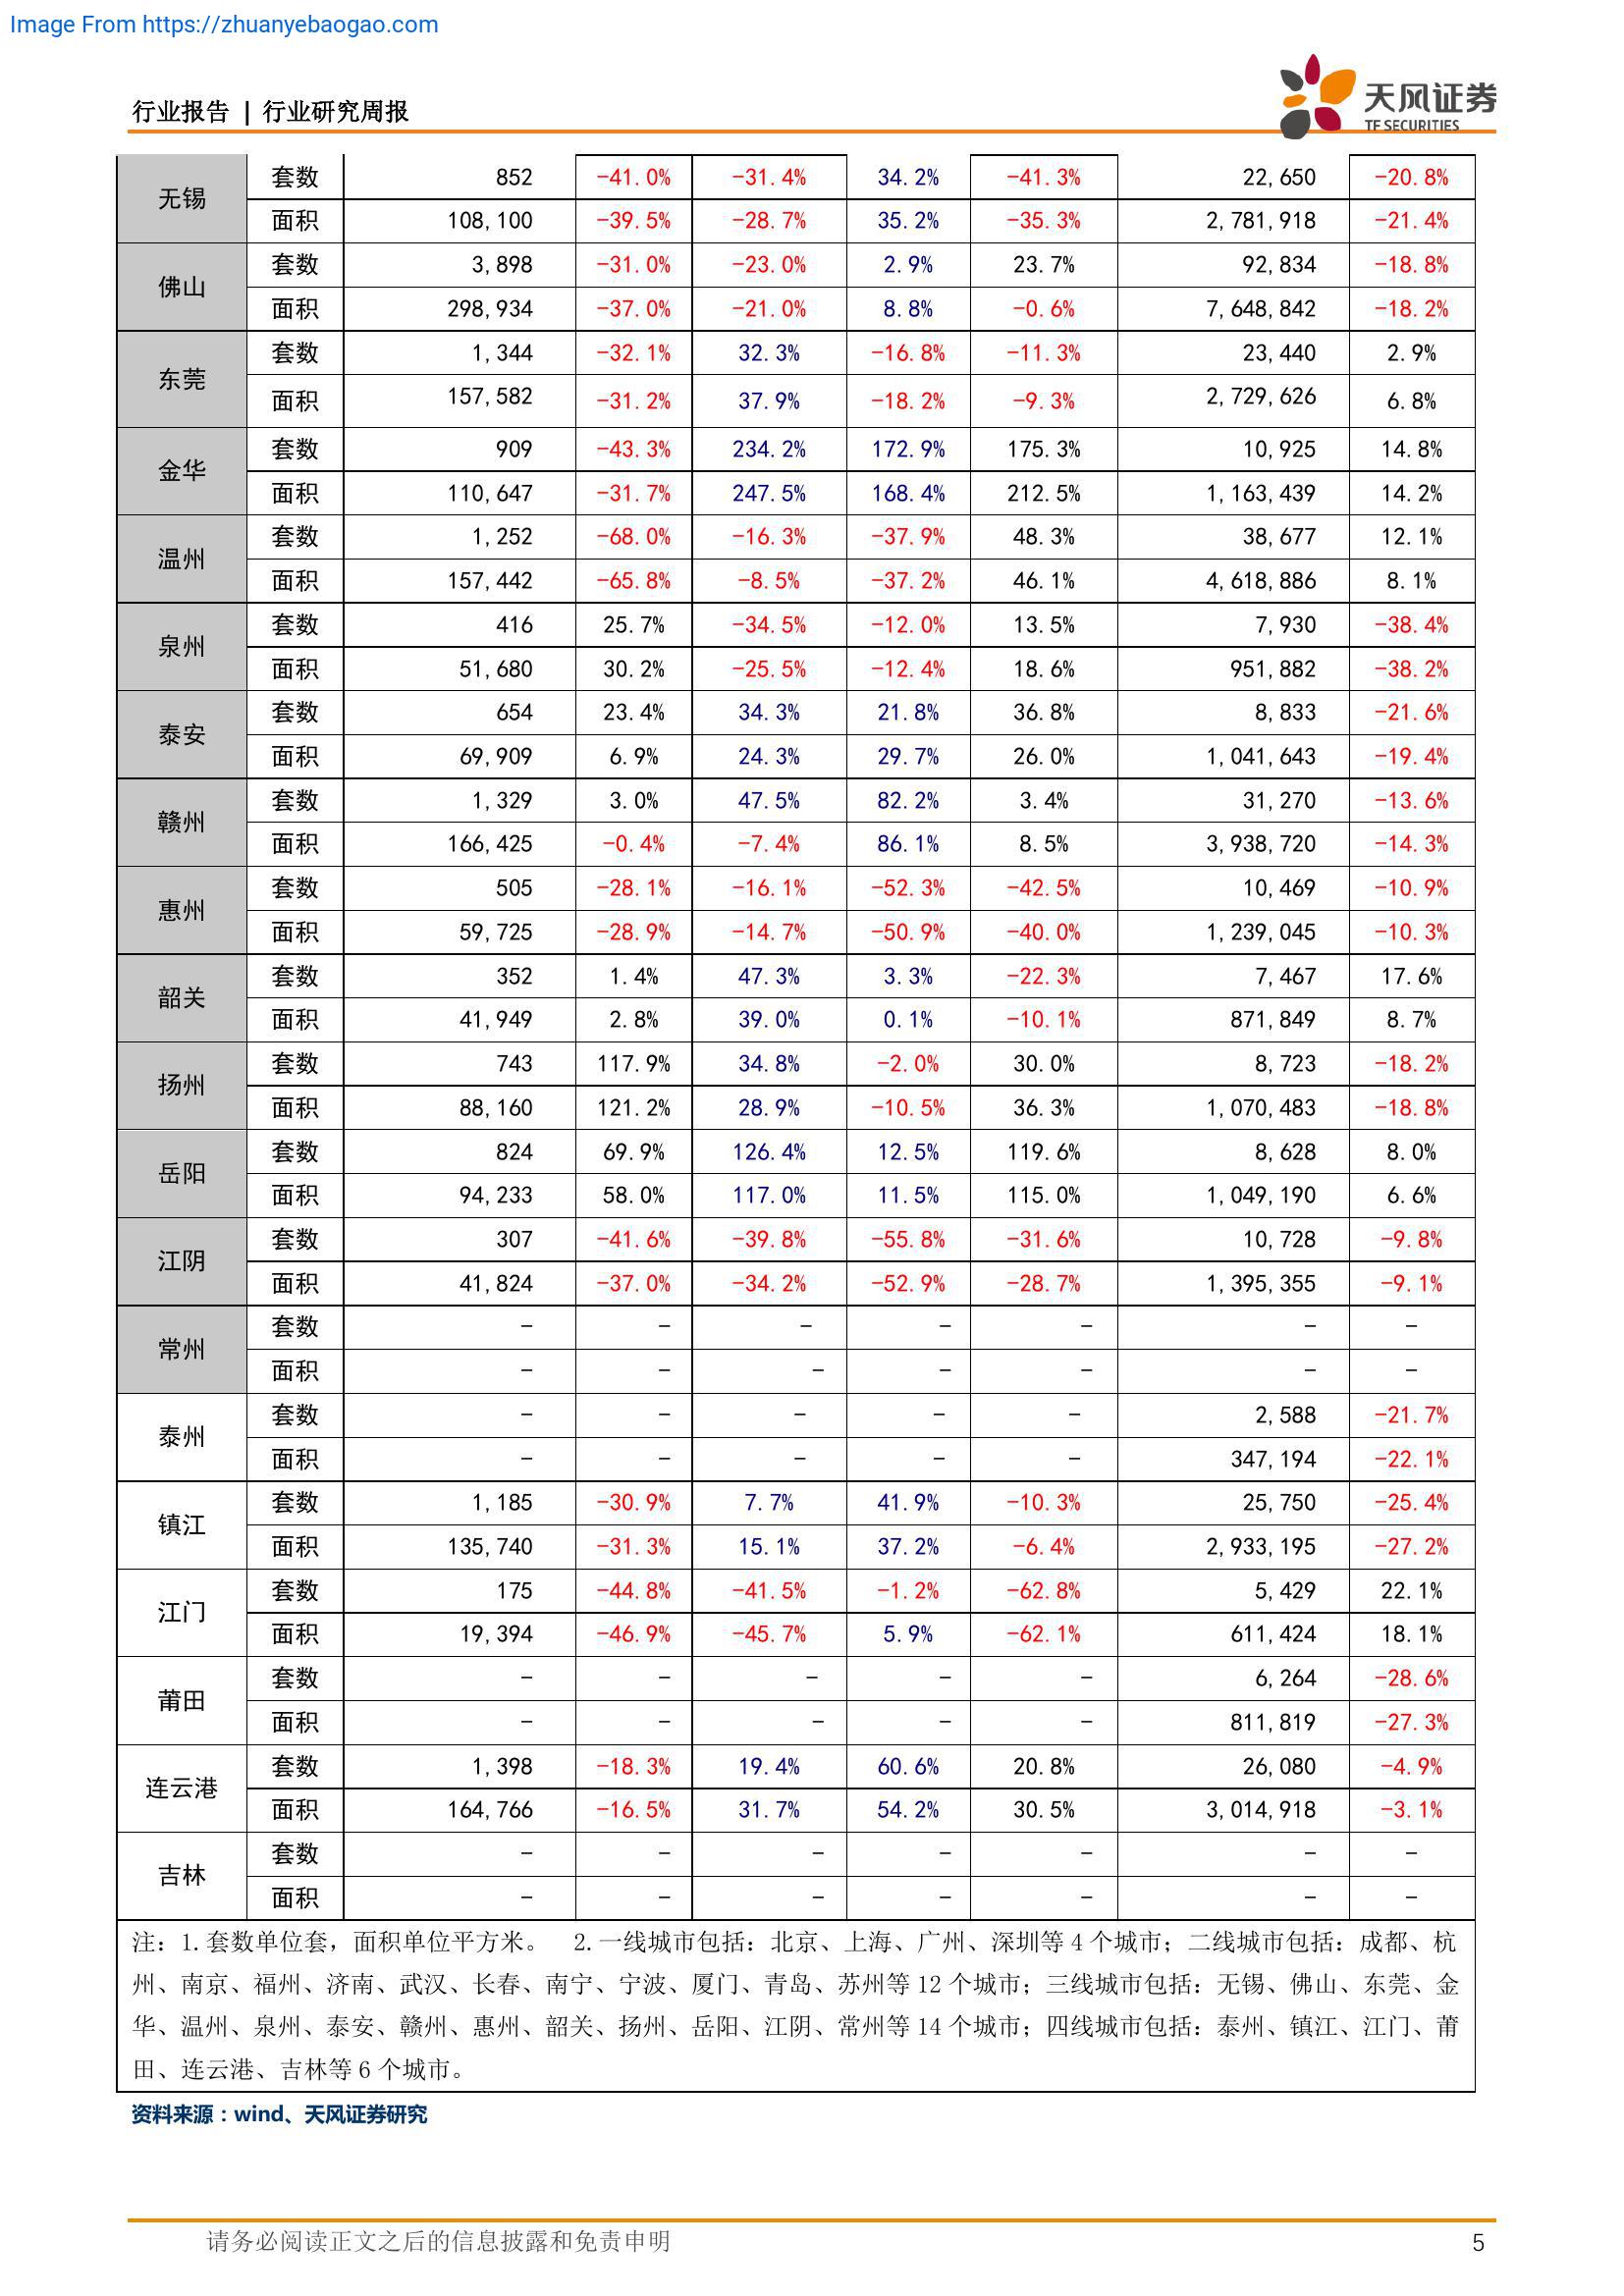 Image From https://zhuanyebaogao.com
行业报告 | 行业研究周报
天风证券
TF SECURITIES
无锡 套数 852 -41.0% -31.4% 34.2% -41.3% 22,650 -20.8%
面积 108,100 -39.5% -28.7% 35.2% -35.3% 2,781,918 -21.4%
佛山 套数 3,898 -31.0% -23.0% 2.9% 23.7% 92,834 -18.8%
面积 298,934 -37.0% -21.0% 8.8% -0.6% 7,648,842 -18.2%
东莞 套数 1,344 -32.1% 32.3% -16.8% -11.3% 23,440 2.9%
面积 157,582 -31.2% 37.9% -18.2% -9.3% 2,729,626 6.8%
金华 套数 909 -43.3% 234.2% 172.9% 175.3% 10,925 14.8%
面积 110,647 -31.7% 247.5% 168.4% 212.5% 1,163,439 14.2%
温州 套数 1,252 -68.0% -16.3% -37.9% 48.3% 38,677 12.1%
面积 157,442 -65.8% -8.5% -37.2% 46.1% 4,618,886 8.1%
泉州 套数 416 25.7% -34.5% -12.0% 13.5% 7,930 -38.4%
面积 51,680 30.2% -25.5% -12.4% 18.6% 951,882 -38.2%
泰安 套数 654 23.4% 34.3% 21.8% 36.8% 8,833 -21.6%
面积 69,909 6.9% 24.3% 29.7% 26.0% 1,041,643 -19.4%
赣州 套数 1,329 3.0% 47.5% 82.2% 3.4% 31,270 -13.6%
面积 166,425 -0.4% -7.4% 86.1% 8.5% 3,938,720 -14.3%
惠州 套数 505 -28.1% -16.1% -52.3% -42.5% 10,469 -10.9%
面积 59,725 -28.9% -14.7% -50.9% -40.0% 1,239,045 -10.3%
韶关 套数 352 1.4% 47.3% 3.3% -22.3% 7,467 17.6%
面积 41,949 2.8% 39.0% 0.1% -10.1% 871,849 8.7%
扬州 套数 743 117.9% 34.8% -2.0% 30.0% 8,723 -18.2%
面积 88,160 121.2% 28.9% -10.5% 36.3% 1,070,483 -18.8%
岳阳 套数 824 69.9% 126.4% 12.5% 119.6% 8,628 8.0%
面积 94,233 58.0% 117.0% 11.5% 115.0% 1,049,190 6.6%
江阴 套数 307 -41.6% -39.8% -55.8% -31.6% 10,728 -9.8%
面积 41,824 -37.0% -34.2% -52.9% -28.7% 1,395,355 -9.1%
常州 套数 - - - - - - -
面积 - - - - - - -
泰州 套数 - - - - - 2,588 -21.7%
面积 - - - - - 347,194 -22.1%
镇江 套数 1,185 -30.9% 7.7% 41.9% -10.3% 25,750 -25.4%
面积 135,740 -31.3% 15.1% 37.2% -6.4% 2,933,195 -27.2%
江门 套数 175 -44.8% -41.5% -1.2% -62.8% 5,429 22.1%
面积 19,394 -46.9% -45.7% 5.9% -62.1% 611,424 18.1%
莆田 套数 - - - - - 6,264 -28.6%
面积 - - - - - 811,819 -27.3%
连云港 套数 1,398 -18.3% 19.4% 60.6% 20.8% 26,080 -4.9%
面积 164,766 -16.5% 31.7% 54.2% 30.5% 3,014,918 -3.1%
吉林 套数 - - - - - - -
面积 - - - - - - -
注：1.套数单位套，面积单位平方米。 2.一线城市包括：北京、上海、广州、深圳等 4 个城市；二线城市包括：成都、杭
州、南京、福州、济南、武汉、长春、南宁、宁波、厦门、青岛、苏州等 12 个城市；三线城市包括：无锡、佛山、东莞、金
华、温州、泉州、泰安、赣州、惠州、韶关、扬州、岳阳、江阴、常州等 14 个城市；四线城市包括：泰州、镇江、江门、莆
田、连云港、吉林等 6 个城市。
资料来源：wind、天风证券研究
请务必阅读正文之后的信息披露和免责申明 5